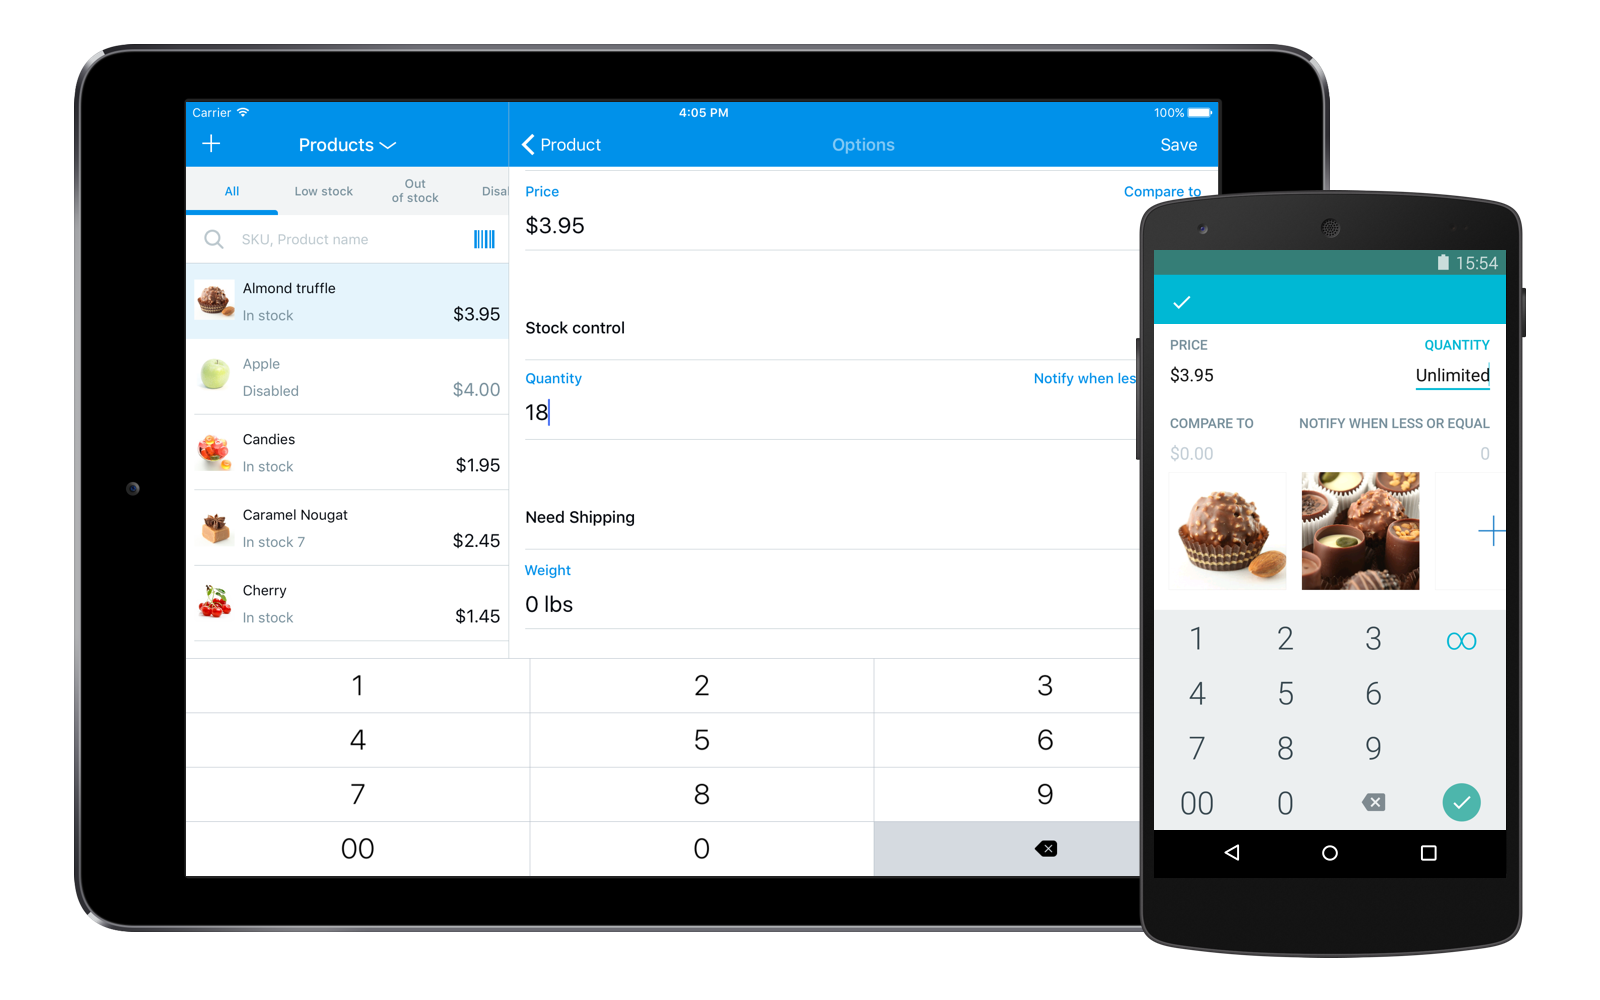 Carrier
4:05 PM
100%
Products
Product
Options
Save
All
Low stock
Out
of stock
Disal
SKU, Product name
Almond truffle
In stock
$3.95
Apple
Disabled
$4.00
Candies
In stock
$1.95
Caramel Nougat
In stock 7
$2.45
Cherry
In stock
$1.45
Price
Compare to
$3.95
Stock control
Quantity
Notify when les
18
Need Shipping
Weight
0 lbs
1 2 3
4 5 6
7 8 9
00 0
15:54
PRICE
QUANTITY
$3.95
Unlimited
COMPARE TO
NOTIFY WHEN LESS OR EQUAL
$0.00
0
1 2 3 ∞
4 5 6
7 8 9
00 0